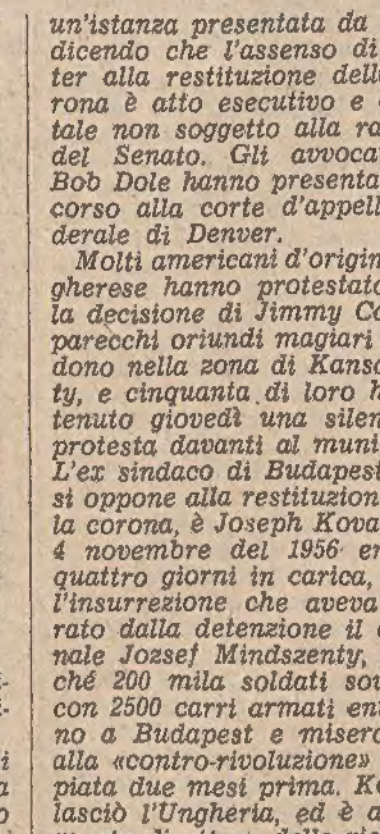 un'istanza presentata da
dicendo che l'assenso di
ter alla restituzione dell
rona è atto esecutivo e
tale non soggetto alla ra
del Senato. Gli avvoca
Bob Dole hanno presenta
corso alla corte d'appell
derale di Denver.
Molti americani d'origin
gherese hanno protestato
la decisione di Jimmy Ca
parecchi oriundi magiari
dono nella zona di Kansa
ty, e cinquanta di loro h
tenuto giovedì una silen
protesta davanti al muni
L'ex sindaco di Budapest
si oppone alla restituzion
la corona, è Joseph Kova
4 novembre del 1956 er
quattro giorni in carica,
l'insurrezione che aveva
rato dalla detenzione il
nale Jozsef Mindszenty,
ché 200 mila soldati sov
con 2500 carri armati ent
no a Budapest e misero
alla «contro-rivoluzione»
piata due mesi prima. Ko
lasciò l'Ungheria, ed è a